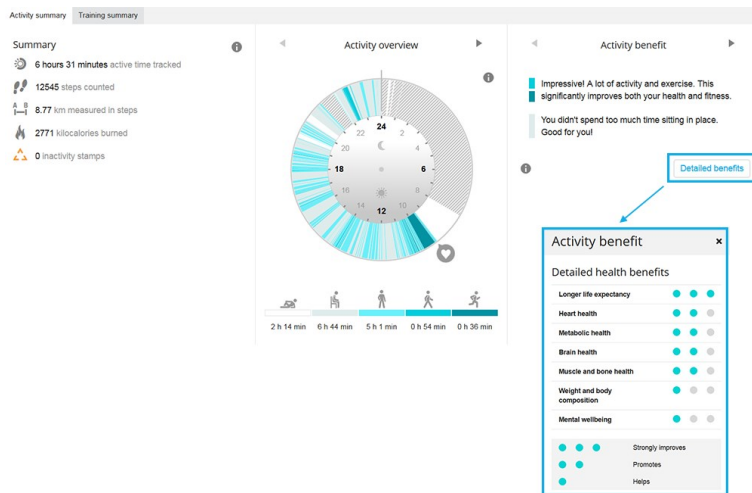 Activity summary
Training summary
Summary
6 hours 31 minutes active time tracked
12545 steps counted
A B
8.77 km measured in steps
2771 kilocalories burned
0 inactivity stamps
Activity overview
24
22
2
20
4
18
6
16
8
14
10
12
2 h 14 min
6 h 44 min
5 h 1 min
0 h 54 min
0 h 36 min
Activity benefit
Impressive! A lot of activity and exercise. This
significantly improves both your health and fitness.
You didn't spend too much time sitting in place.
Good for you!
Detailed benefits
Activity benefit
×
Detailed health benefits
Longer life expectancy
Heart health
Metabolic health
Brain health
Muscle and bone health
Weight and body
composition
Mental wellbeing
Strongly improves
Promotes
Helps